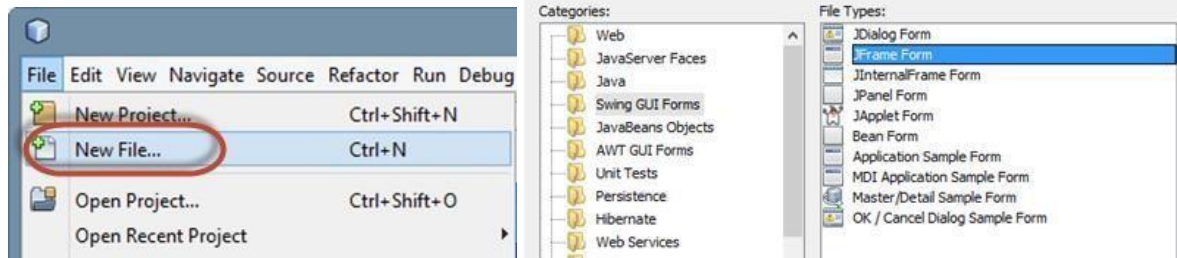 File Edit View Navigate Source Refactor Run Debug
New Project... Ctrl+Shift+N
New File... Ctrl+N
Open Project... Ctrl+Shift+O
Open Recent Project
Categories:
Web
JavaServer Faces
Java
Swing GUI Forms
JavaBeans Objects
AWT GUI Forms
Unit Tests
Persistence
Hibernate
Web Services
File Types:
JDialog Form
JFrame Form
JInternalFrame Form
JPanel Form
JApplet Form
Bean Form
Application Sample Form
MDI Application Sample Form
Master/Detail Sample Form
OK / Cancel Dialog Sample Form